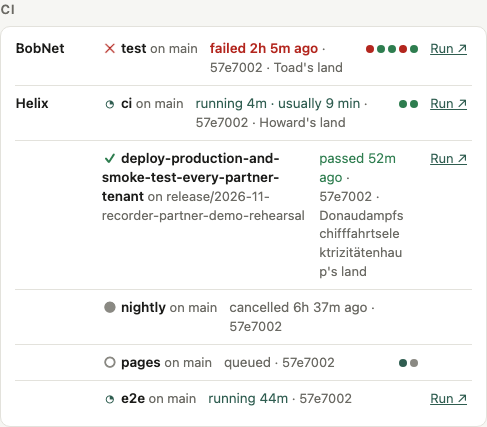 CI
BobNet test on main failed 2h 5m ago · Run ↗
57e7002 · Toad's land
Helix ci on main running 4m · usually 9 min · Run ↗
57e7002 · Howard's land
deploy-production-and- passed 52m Run ↗
smoke-test-every-partner- ago ·
tenant on release/2026-11- 57e7002 ·
recorder-partner-demo-rehearsal Donaudampfs
chifffahrtsele
ktrizitätenhau
p's land
nightly on main cancelled 6h 37m ago ·
57e7002
pages on main queued · 57e7002
e2e on main running 44m · 57e7002 Run ↗